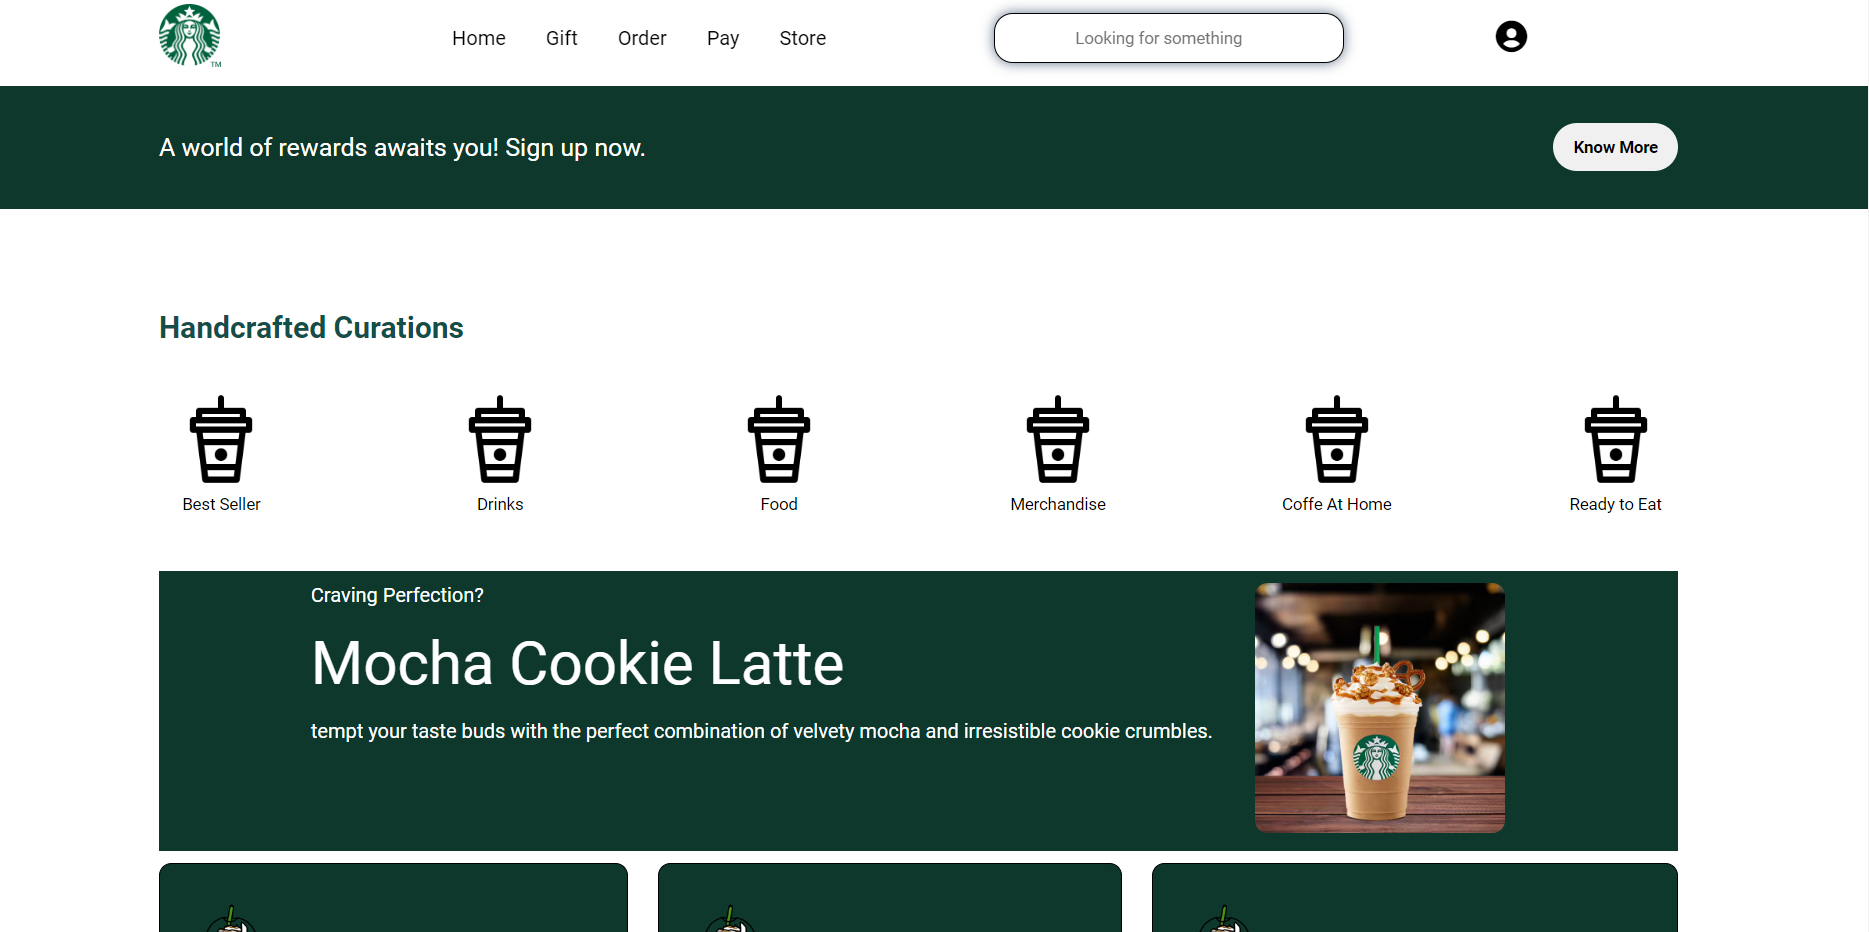 TM
Home Gift Order Pay Store Looking for something
A world of rewards awaits you! Sign up now. Know More
Handcrafted Curations
Best Seller Drinks Food Merchandise Coffe At Home Ready to Eat
Craving Perfection?
Mocha Cookie Latte
tempt your taste buds with the perfect combination of velvety mocha and irresistible cookie crumbles.